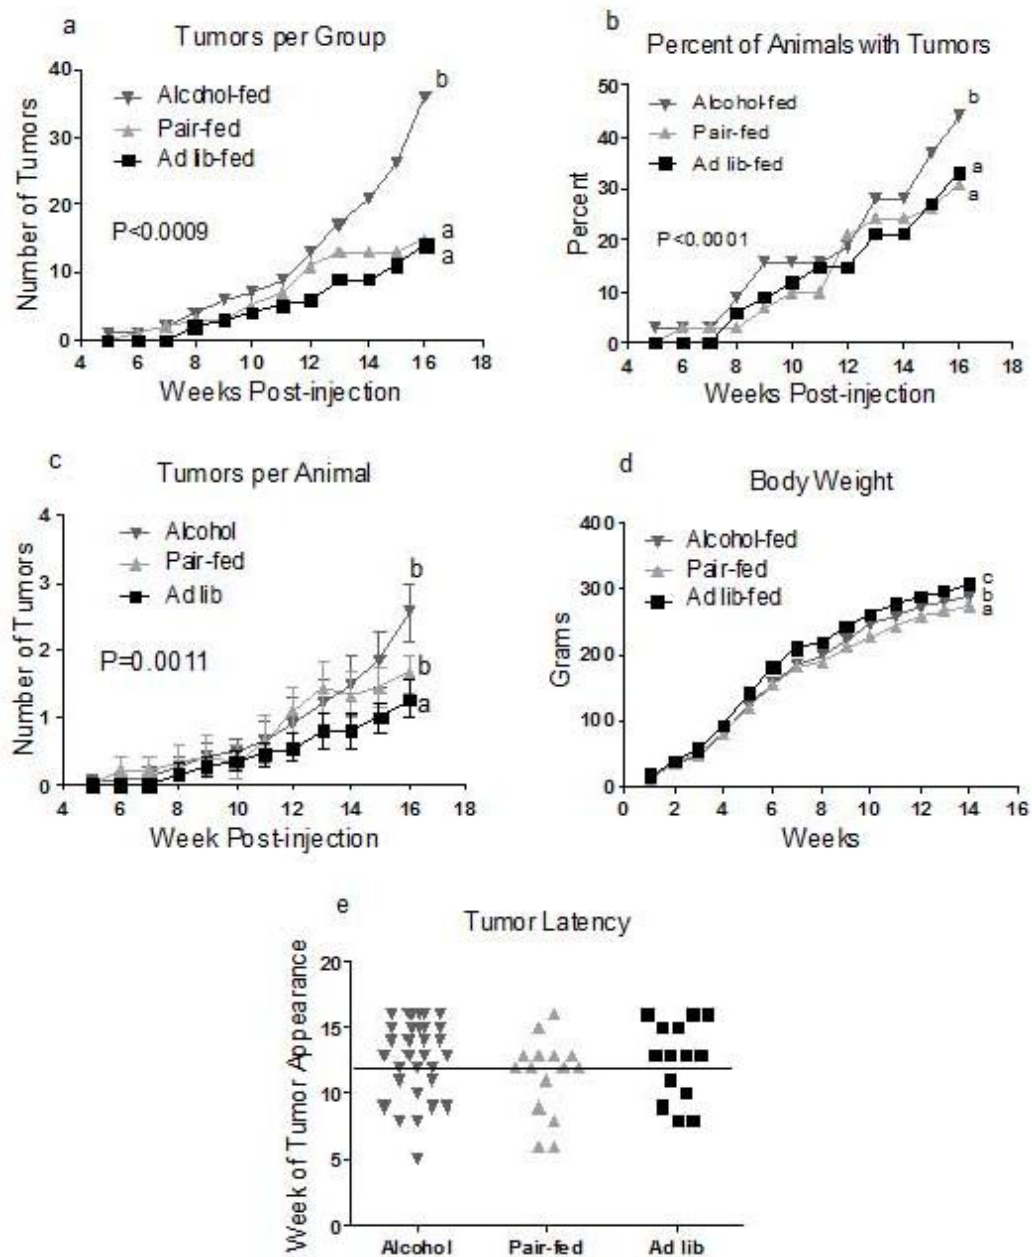 a
Tumors per Group
40
30
20
10
0
Number of Tumors
Alcohol-fed
Pair-fed
Ad lib-fed
P<0.0009
b
a
a
4 6 8 10 12 14 16 18
Weeks Post-injection
b
Percent of Animals with Tumors
50
40
30
20
10
0
Percent
Alcohol-fed
Pair-fed
Ad lib-fed
P<0.0001
b
a
a
4 6 8 10 12 14 16 18
Weeks Post-injection
c
Tumors per Animal
4
3
2
1
0
Number of Tumors
Alcohol
Pair-fed
Ad lib
P=0.0011
b
b
a
4 6 8 10 12 14 16 18
Week Post-injection
d
Body Weight
400
300
200
100
0
Grams
Alcohol-fed
Pair-fed
Ad lib-fed
c
b
a
0 2 4 6 8 10 12 14 16
Weeks
e
Tumor Latency
20
15
10
5
0
Week of Tumor Appearance
Alcohol Pair-fed Ad lib